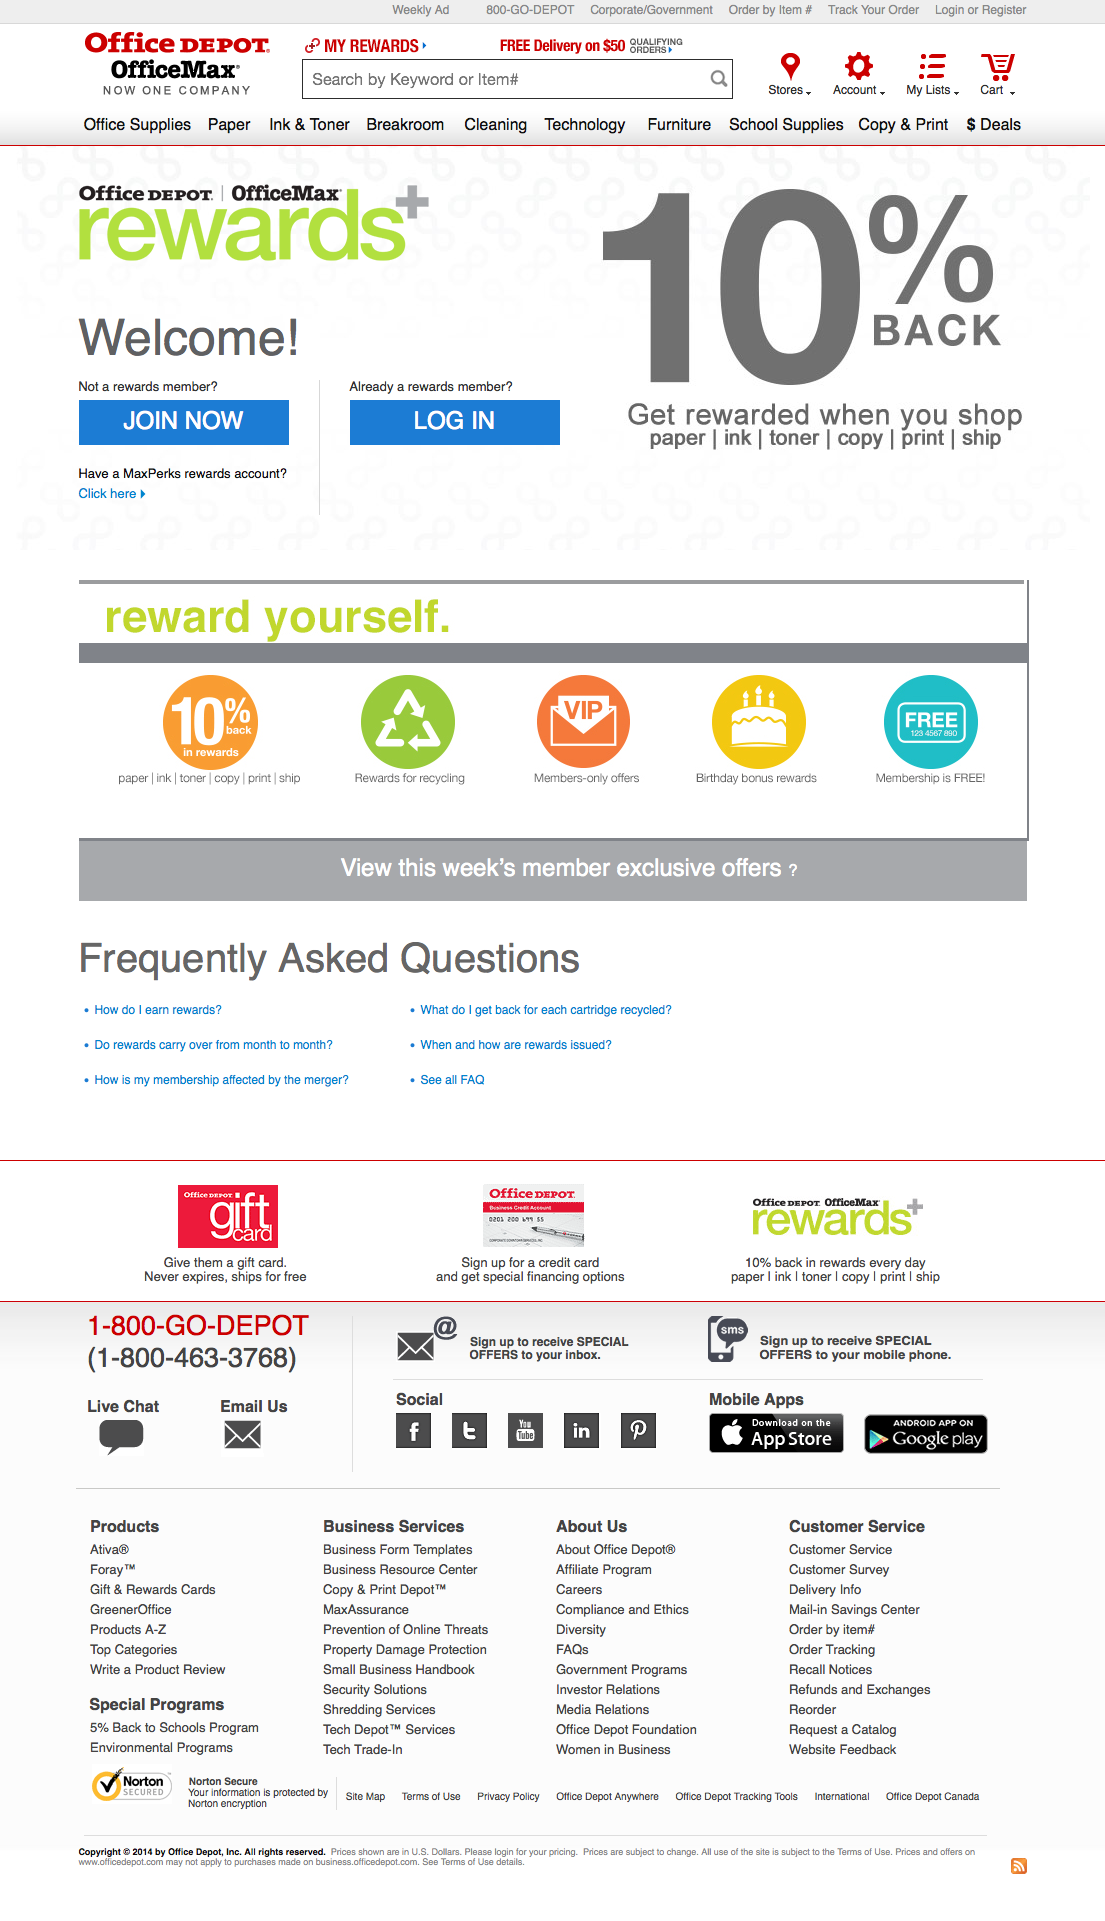 Weekly Ad 800-GO-DEPOT Corporate/Government Order by Item # Track Your Order Login or Register
Office DEPOT
OfficeMax
NOW ONE COMPANY
MY REWARDS
FREE Delivery on $50 QUALIFYING ORDERS
Search by Keyword or Item#
Stores
Account
My Lists
Cart
Office Supplies Paper Ink & Toner Breakroom Cleaning Technology Furniture School Supplies Copy & Print $ Deals
Office DEPOT | OfficeMax
rewards+
10% BACK
Get rewarded when you shop
paper | ink | toner | copy | print | ship
Welcome!
Not a rewards member?
JOIN NOW
Already a rewards member?
LOG IN
Have a MaxPerks rewards account?
Click here
reward yourself.
10% back
in rewards
paper | ink | toner | copy | print | ship
Rewards for recycling
VIP
Members-only offers
Birthday bonus rewards
FREE
123 4567 890
Membership is FREE!
View this week's member exclusive offers ?
Frequently Asked Questions
• How do I earn rewards?
• What do I get back for each cartridge recycled?
• Do rewards carry over from month to month?
• When and how are rewards issued?
• How is my membership affected by the merger?
• See all FAQ
Office DEPOT
gift
card
Give them a gift card.
Never expires, ships for free
Office DEPOT
Business Credit Account
0201 200 699 55
Sign up for a credit card
and get special financing options
Office DEPOT OfficeMax
rewards+
10% back in rewards every day
paper | ink | toner | copy | print | ship
1-800-GO-DEPOT
(1-800-463-3768)
Live Chat
Email Us
@
Sign up to receive SPECIAL
OFFERS to your inbox.
sms
Sign up to receive SPECIAL
OFFERS to your mobile phone.
Social
f t You Tube in P
Mobile Apps
Download on the
App Store
ANDROID APP ON
Google play
Products
Ativa®
Foray™
Gift & Rewards Cards
GreenerOffice
Products A-Z
Top Categories
Write a Product Review
Special Programs
5% Back to Schools Program
Environmental Programs
Business Services
Business Form Templates
Business Resource Center
Copy & Print Depot™
MaxAssurance
Prevention of Online Threats
Property Damage Protection
Small Business Handbook
Security Solutions
Shredding Services
Tech Depot™ Services
Tech Trade-In
About Us
About Office Depot®
Affiliate Program
Careers
Compliance and Ethics
Diversity
FAQs
Government Programs
Investor Relations
Media Relations
Office Depot Foundation
Women in Business
Customer Service
Customer Service
Customer Survey
Delivery Info
Mail-in Savings Center
Order by item#
Order Tracking
Recall Notices
Refunds and Exchanges
Reorder
Request a Catalog
Website Feedback
Norton
SECURED
Norton Secure
Your information is protected by
Norton encryption
Site Map Terms of Use Privacy Policy Office Depot Anywhere Office Depot Tracking Tools International Office Depot Canada
Copyright © 2014 by Office Depot, Inc. All rights reserved. Prices shown are in U.S. Dollars. Please login for your pricing. Prices are subject to change. All use of the site is subject to the Terms of Use. Prices and offers on
www.officedepot.com may not apply to purchases made on business.officedepot.com. See Terms of Use details.